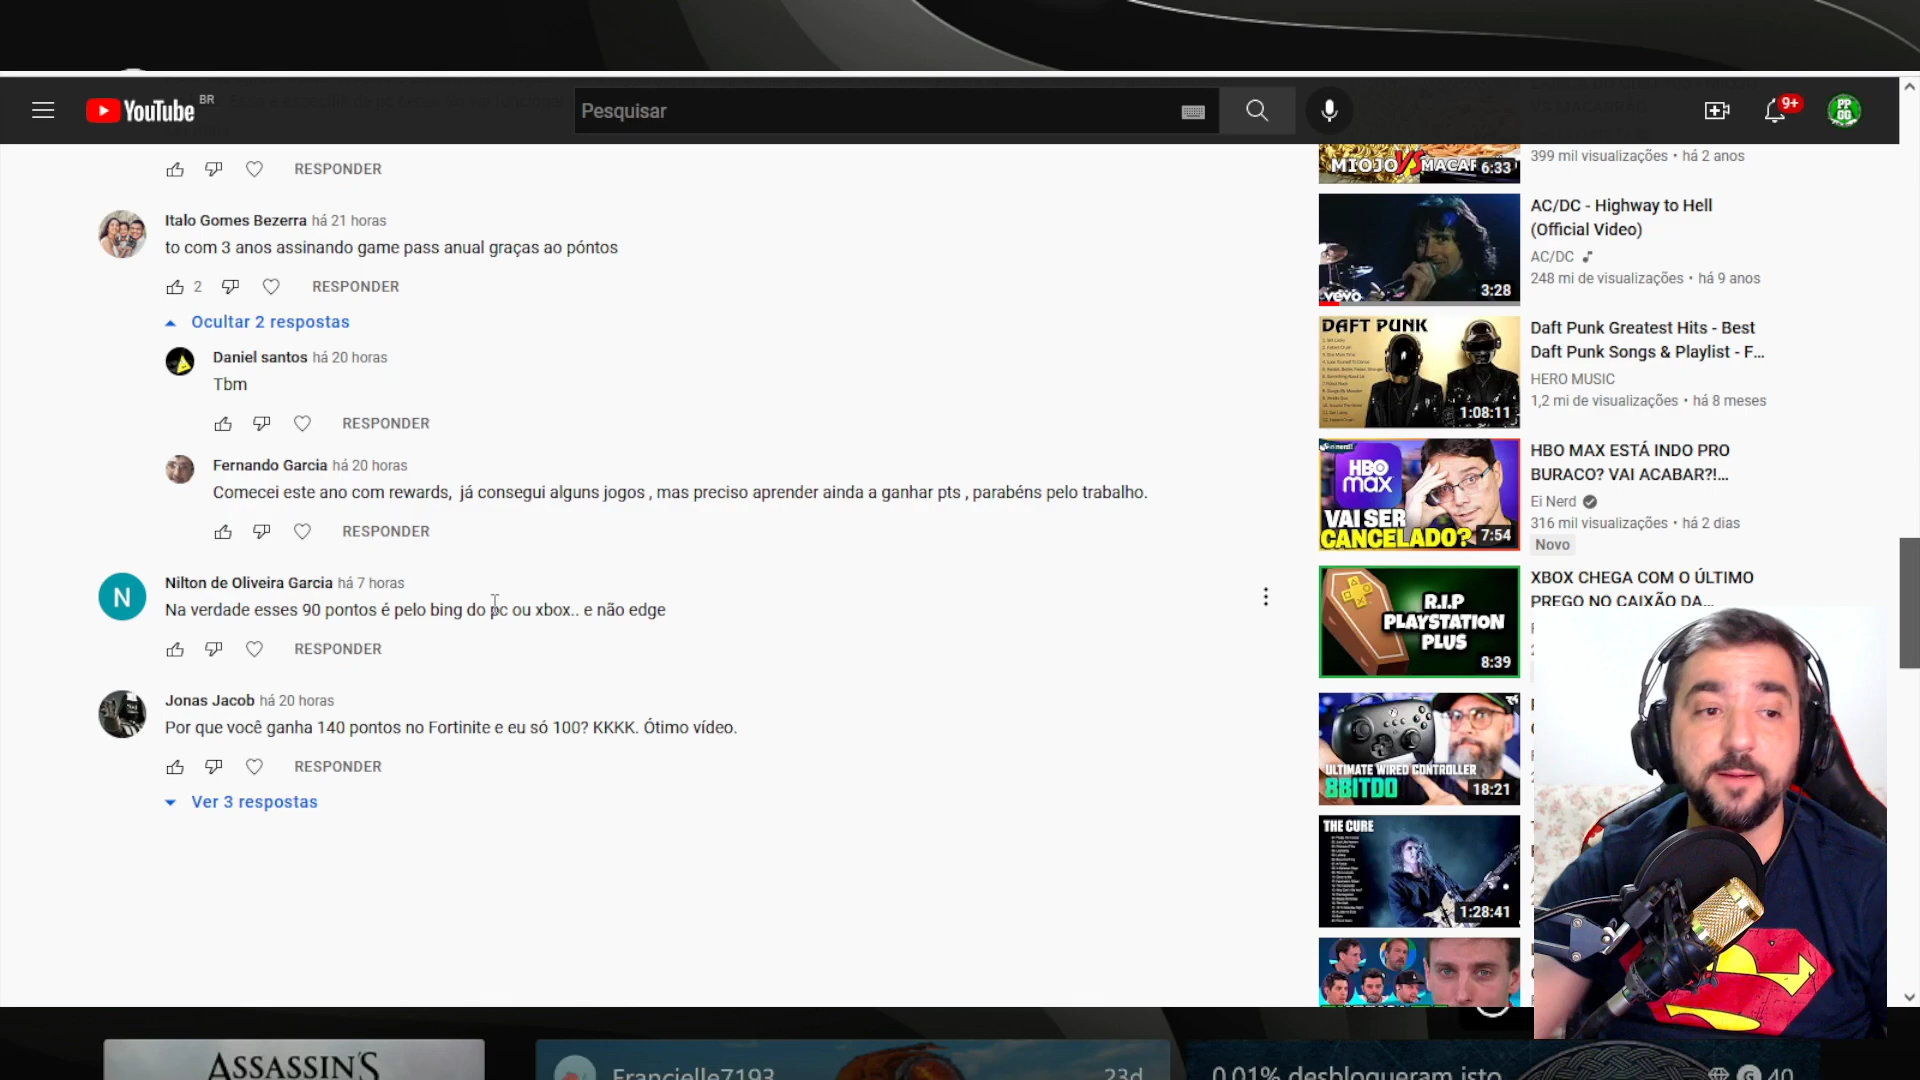 YouTube BR
Pesquisar
9+
PP
GG
RESPONDER
Italo Gomes Bezerra há 21 horas
to com 3 anos assinando game pass anual graças ao póntos
2 RESPONDER
Ocultar 2 respostas
Daniel santos há 20 horas
Tbm
RESPONDER
Fernando Garcia há 20 horas
Comecei este ano com rewards, já consegui alguns jogos , mas preciso aprender ainda a ganhar pts , parabéns pelo trabalho.
RESPONDER
N
Nilton de Oliveira Garcia há 7 horas
Na verdade esses 90 pontos é pelo bing do pc ou xbox.. e não edge
RESPONDER
Jonas Jacob há 20 horas
Por que você ganha 140 pontos no Fortinite e eu só 100? KKKK. Ótimo vídeo.
RESPONDER
Ver 3 respostas
MIOJO VS MACAR 6:33
399 mil visualizações • há 2 anos
vevo 3:28
AC/DC - Highway to Hell
(Official Video)
AC/DC
248 mi de visualizações • há 9 anos
DAFT PUNK
1:08:11
Daft Punk Greatest Hits - Best
Daft Punk Songs & Playlist - F...
HERO MUSIC
1,2 mi de visualizações • há 8 meses
HBO
max
VAI SER
CANCELADO? 7:54
HBO MAX ESTÁ INDO PRO
BURACO? VAI ACABAR?!...
Ei Nerd
316 mil visualizações • há 2 dias
Novo
R.I.P
PLAYSTATION
PLUS
8:39
XBOX CHEGA COM O ÚLTIMO
PREGO NO CAIXÃO DA...
ULTIMATE WIRED CONTROLLER
8BITDO 18:21
THE CURE
1:28:41
ASSASSIN'S
Francielle7193 23d
0.01% desbloquearam isto
40